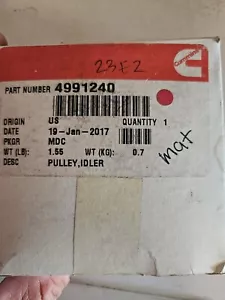 23F2
Cummins
PART NUMBER 4991240
ORIGIN US QUANTITY 1
DATE 19-Jan-2017
PKGR MDC
WT (LB): 1.55 WT (KG): 0.7
DESC PULLEY,IDLER
mat